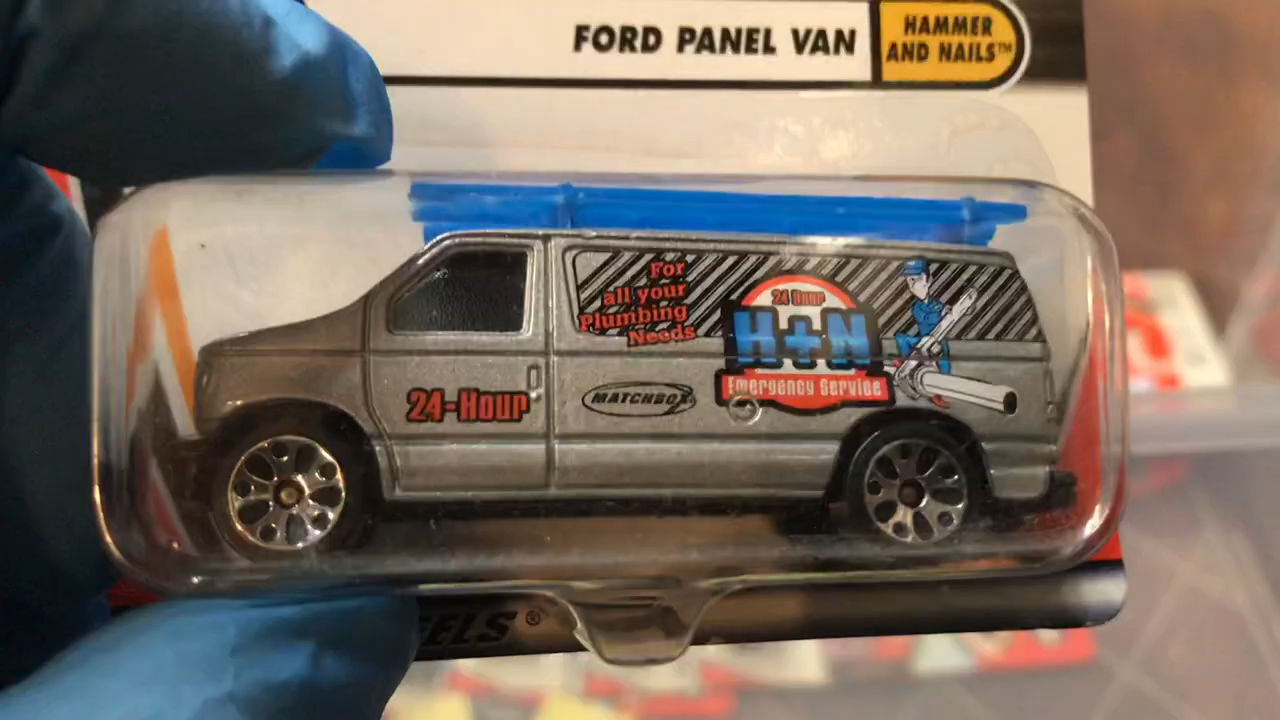 FORD PANEL VAN
HAMMER
AND NAILS™
For
all your
Plumbing
Needs
24 Hour
H+N
Emergency Service
24-Hour
MATCHBOX